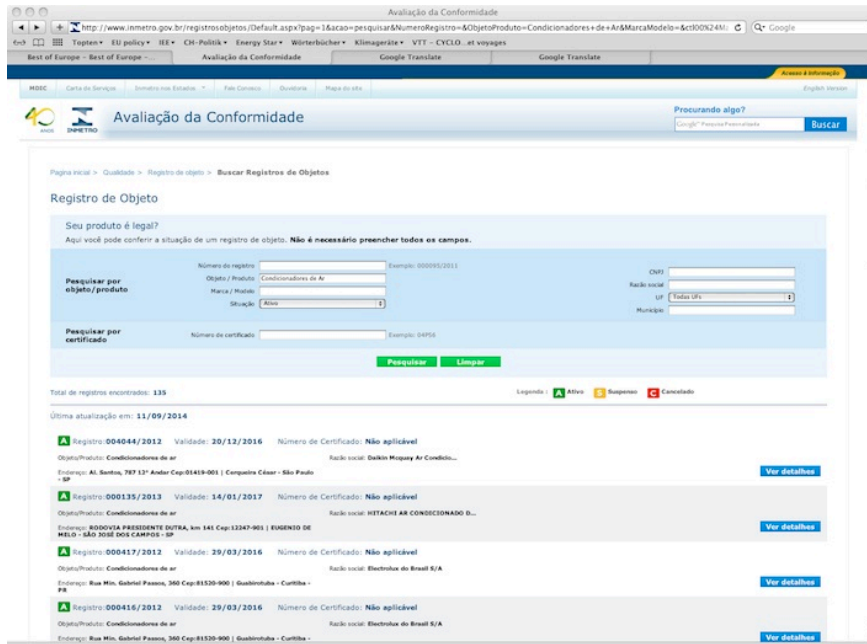 Avaliação da Conformidade
http://www.inmetro.gov.br/registrosobjetos/Default.aspx?pag=1&acao=pesquisar&NumeroRegistro=&ObjetoProduto=Condicionadores+de+Ar&MarcaModelo=&ctl00%24M
Google
Topten EU policy IEE CH-Politik Energy Star Wörterbücher Klimageräte VTT - CYCLO...et voyages
Best of Europe - Best of Europe -... Avaliação da Conformidade Google Translate Google Translate
Acesso à Informação
MDIC Carta de Serviços Inmetro nos Estados Fale Conosco Ouvidoria Mapa do site English Version
40 ANOS INMETRO
Avaliação da Conformidade
Procurando algo?
Google™ Pesquisa Personalizada Buscar
Pagina inicial > Qualidade > Registro de objeto > Buscar Registros de Objetos
Registro de Objeto
Seu produto é legal?
Aqui você pode conferir a situação de um registro de objeto. Não é necessário preencher todos os campos.
Pesquisar por objeto/produto
Número do registro Exemplo: 000095/2011
Objeto / Produto Condicionadores de Ar
Marca / Modelo
Situação Ativo
CNPJ
Razão social
UF Todas UFs
Município
Pesquisar por certificado
Número de certificado Exemplo: 04P58
Pesquisar Limpar
Total de registros encontrados: 135
Legenda : A Ativo S Suspenso C Cancelado
Última atualização em: 11/09/2014
A Registro:004044/2012 Validade: 20/12/2016 Número de Certificado: Não aplicável
Objeto/Produto: Condicionadores de ar Razão social: Daikin Mcquay Ar Condicio...
Endereço: Al. Santos, 787 12° Andar Cep:01419-001 | Cerqueira César - São Paulo
- SP
Ver detalhes
A Registro:000135/2013 Validade: 14/01/2017 Número de Certificado: Não aplicável
Objeto/Produto: Condicionadores de ar Razão social: HITACHI AR CONDICIONADO D...
Endereço: RODOVIA PRESIDENTE DUTRA, km 141 Cep:12247-901 | EUGENIO DE
MELO - SÃO JOSÉ DOS CAMPOS - SP
Ver detalhes
A Registro:000417/2012 Validade: 29/03/2016 Número de Certificado: Não aplicável
Objeto/Produto: Condicionadores de ar Razão social: Electrolux do Brasil S/A
Endereço: Rua Min. Gabriel Passos, 360 Cep:81520-900 | Guabirotuba - Curitiba -
PR
Ver detalhes
A Registro:000416/2012 Validade: 29/03/2016 Número de Certificado: Não aplicável
Objeto/Produto: Condicionadores de ar Razão social: Electrolux do Brasil S/A
Endereço: Rua Min. Gabriel Passos, 360 Cep:81520-900 | Guabirotuba - Curitiba -
Ver detalhes